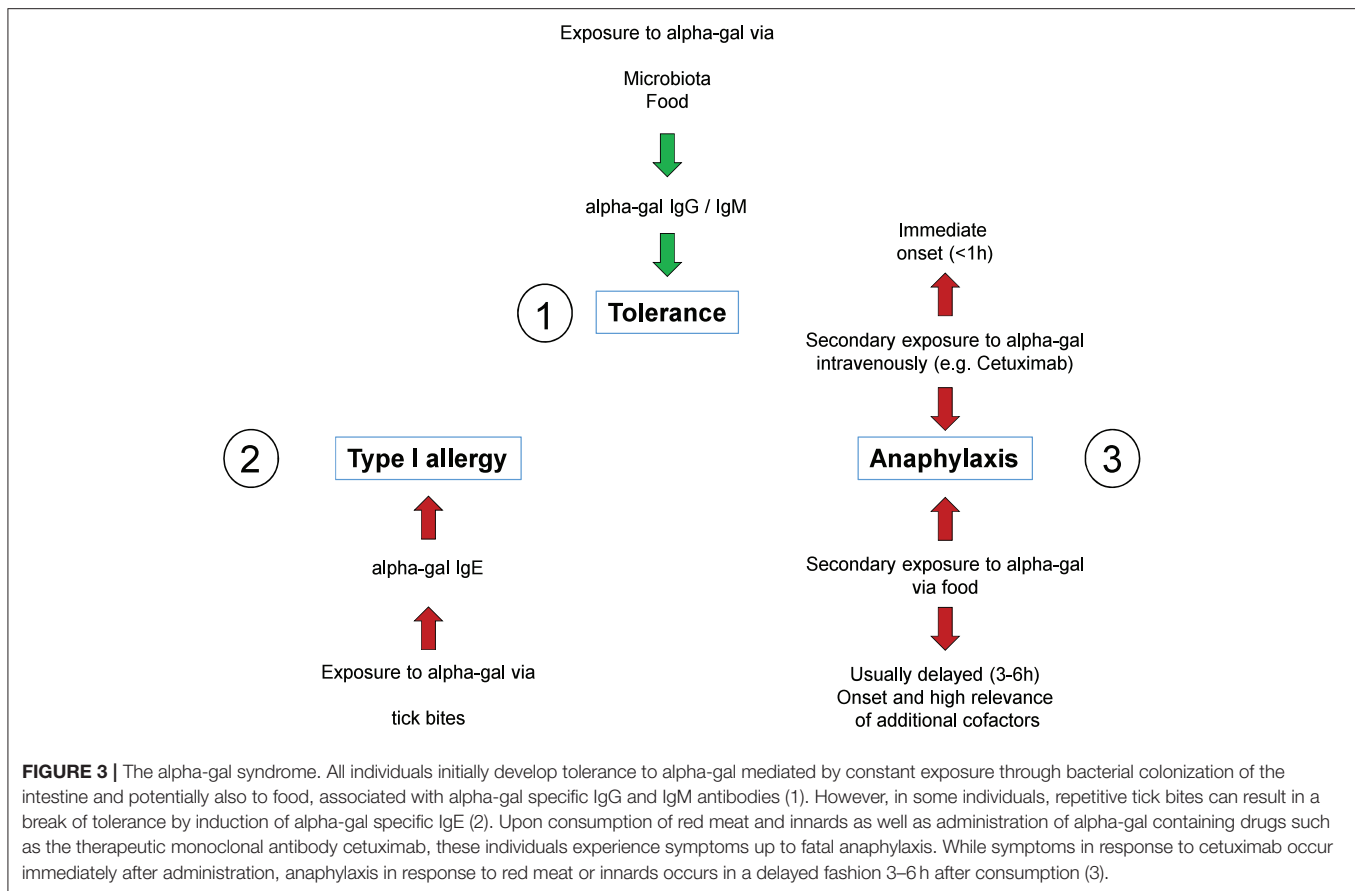 Exposure to alpha-gal via
Microbiota
Food
alpha-gal IgG / IgM
1
Tolerance
Immediate
onset (<1h)
Secondary exposure to alpha-gal
intravenously (e.g. Cetuximab)
2
Type I allergy
alpha-gal IgE
Exposure to alpha-gal via
tick bites
Anaphylaxis
3
Secondary exposure to alpha-gal
via food
Usually delayed (3-6h)
Onset and high relevance
of additional cofactors
FIGURE 3 | The alpha-gal syndrome. All individuals initially develop tolerance to alpha-gal mediated by constant exposure through bacterial colonization of the
intestine and potentially also to food, associated with alpha-gal specific IgG and IgM antibodies (1). However, in some individuals, repetitive tick bites can result in a
break of tolerance by induction of alpha-gal specific IgE (2). Upon consumption of red meat and innards as well as administration of alpha-gal containing drugs such
as the therapeutic monoclonal antibody cetuximab, these individuals experience symptoms up to fatal anaphylaxis. While symptoms in response to cetuximab occur
immediately after administration, anaphylaxis in response to red meat or innards occurs in a delayed fashion 3–6 h after consumption (3).